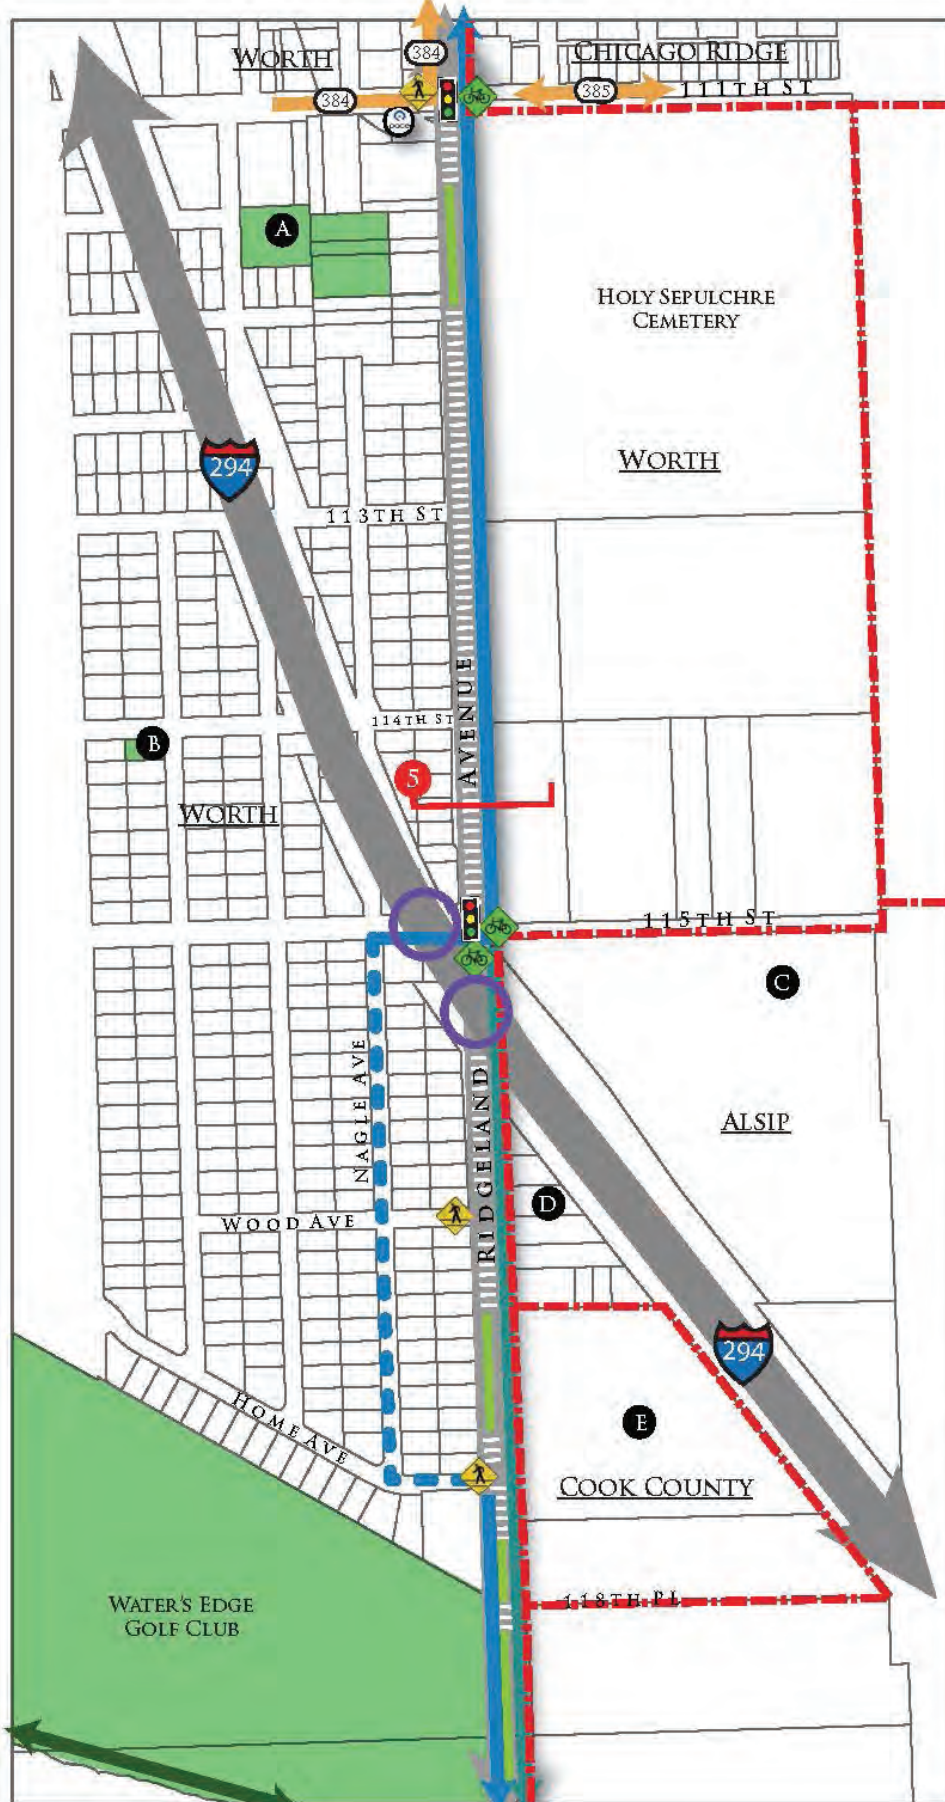 WORTH
384
CHICAGO RIDGE
384
385
111TH ST
A
HOLY SEPULCHRE
CEMETERY
294
WORTH
113TH ST
114TH ST
AVENUE
B
5
WORTH
115TH ST
C
NAGLE AVE
RIDGELAND
ALSIP
D
WOOD AVE
294
HOME AVE
E
COOK COUNTY
WATER'S EDGE
GOLF CLUB
118TH PL